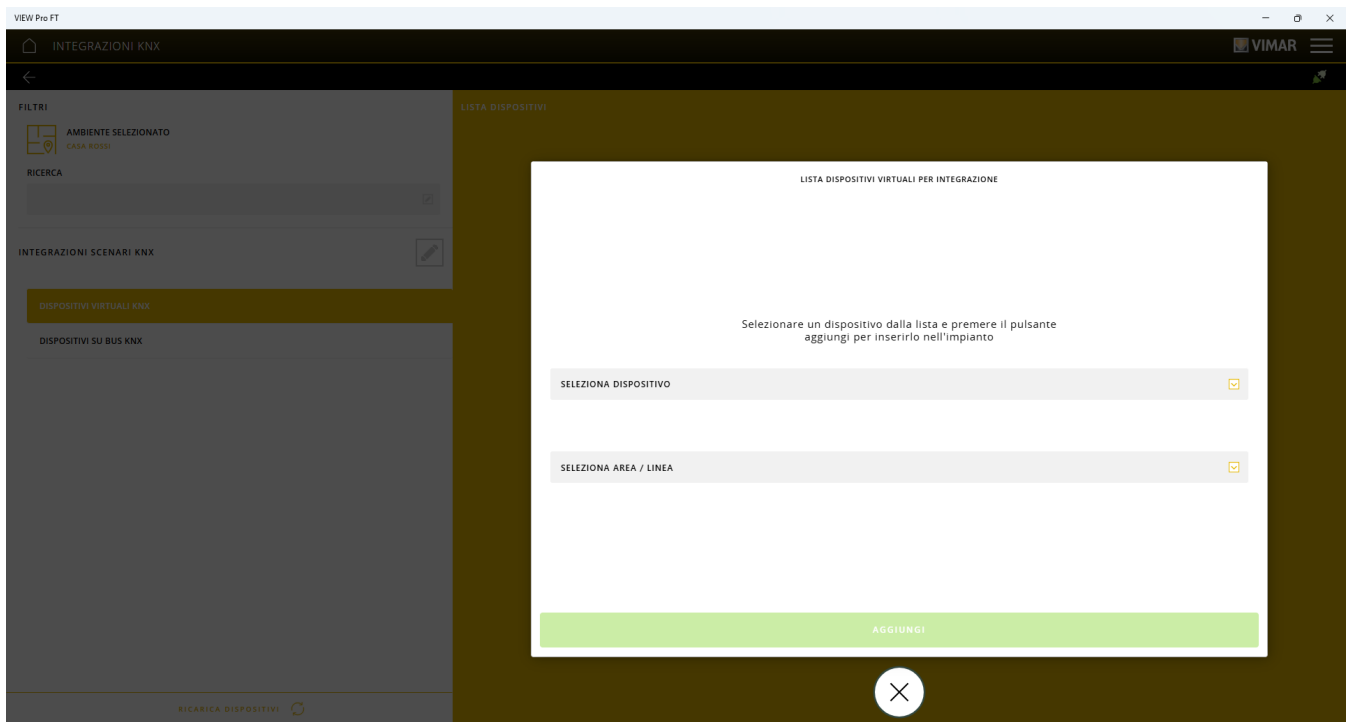 VIEW Pro FT
INTEGRAZIONI KNX
VIMAR
FILTRI
AMBIENTE SELEZIONATO
CASA ROSSI
RICERCA
INTEGRAZIONI SCENARI KNX
DISPOSITIVI VIRTUALI KNX
DISPOSITIVI SU BUS KNX
RICARICA DISPOSITIVI
LISTA DISPOSITIVI
LISTA DISPOSITIVI VIRTUALI PER INTEGRAZIONE
Selezionare un dispositivo dalla lista e premere il pulsante
aggiungi per inserirlo nell'impianto
SELEZIONA DISPOSITIVO
SELEZIONA AREA / LINEA
AGGIUNGI